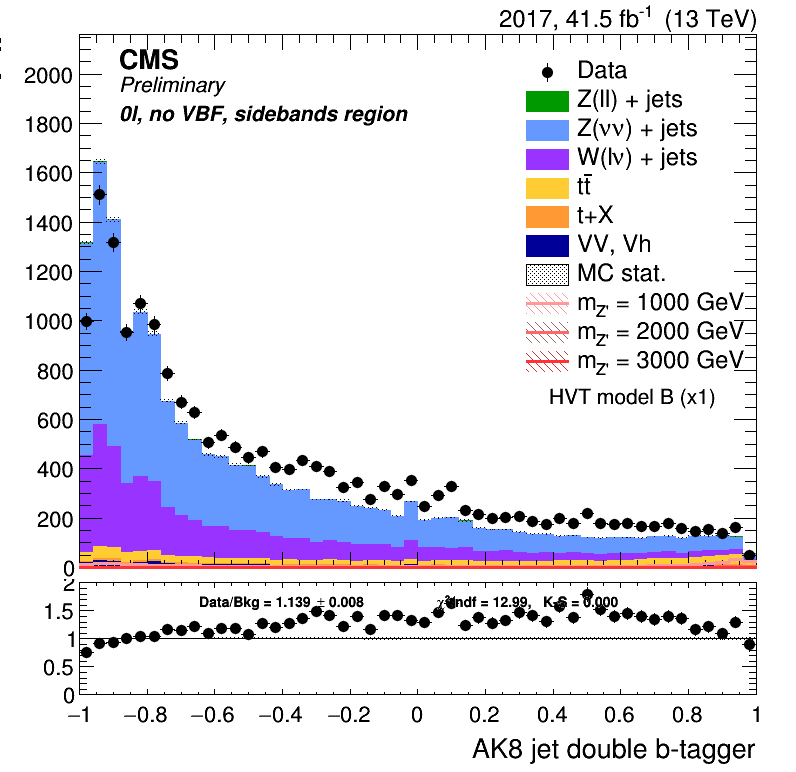 2017, 41.5 fb⁻¹ (13 TeV)
CMS
Preliminary
0l, no VBF, sidebands region
Data
Z(ll) + jets
Z(νν) + jets
W(lν) + jets
tt̄
t+X
VV, Vh
MC stat.
m_Z' = 1000 GeV
m_Z' = 2000 GeV
m_Z' = 3000 GeV
HVT model B (x1)
2000
1800
1600
1400
1200
1000
800
600
400
200
0
2
1.5
1
0.5
0
Data/Bkg = 1.139 ± 0.008
χ²/ndf = 12.99, K-S = 0.000
−1 −0.8 −0.6 −0.4 −0.2 0 0.2 0.4 0.6 0.8 1
AK8 jet double b-tagger